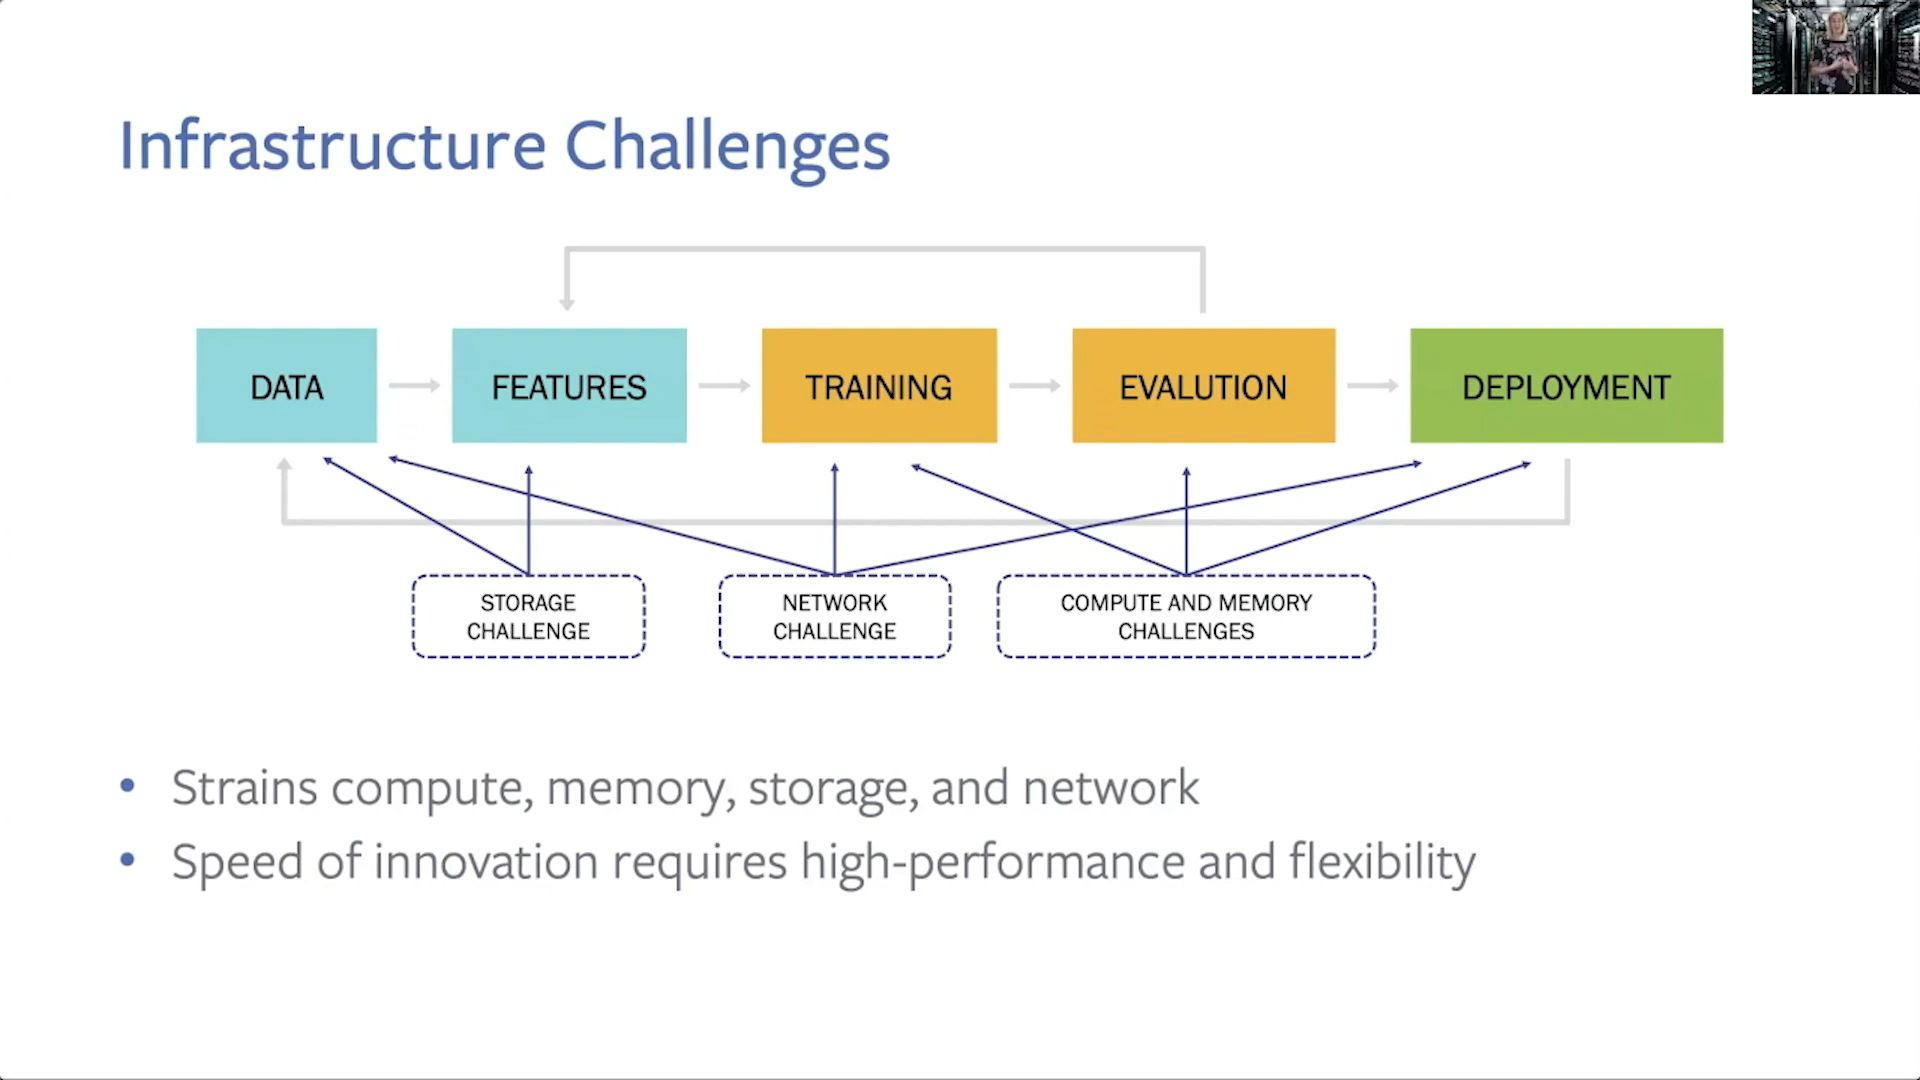 Infrastructure Challenges
DATA
FEATURES
TRAINING
EVALUTION
DEPLOYMENT
STORAGE
CHALLENGE
NETWORK
CHALLENGE
COMPUTE AND MEMORY
CHALLENGES
• Strains compute, memory, storage, and network
• Speed of innovation requires high-performance and flexibility